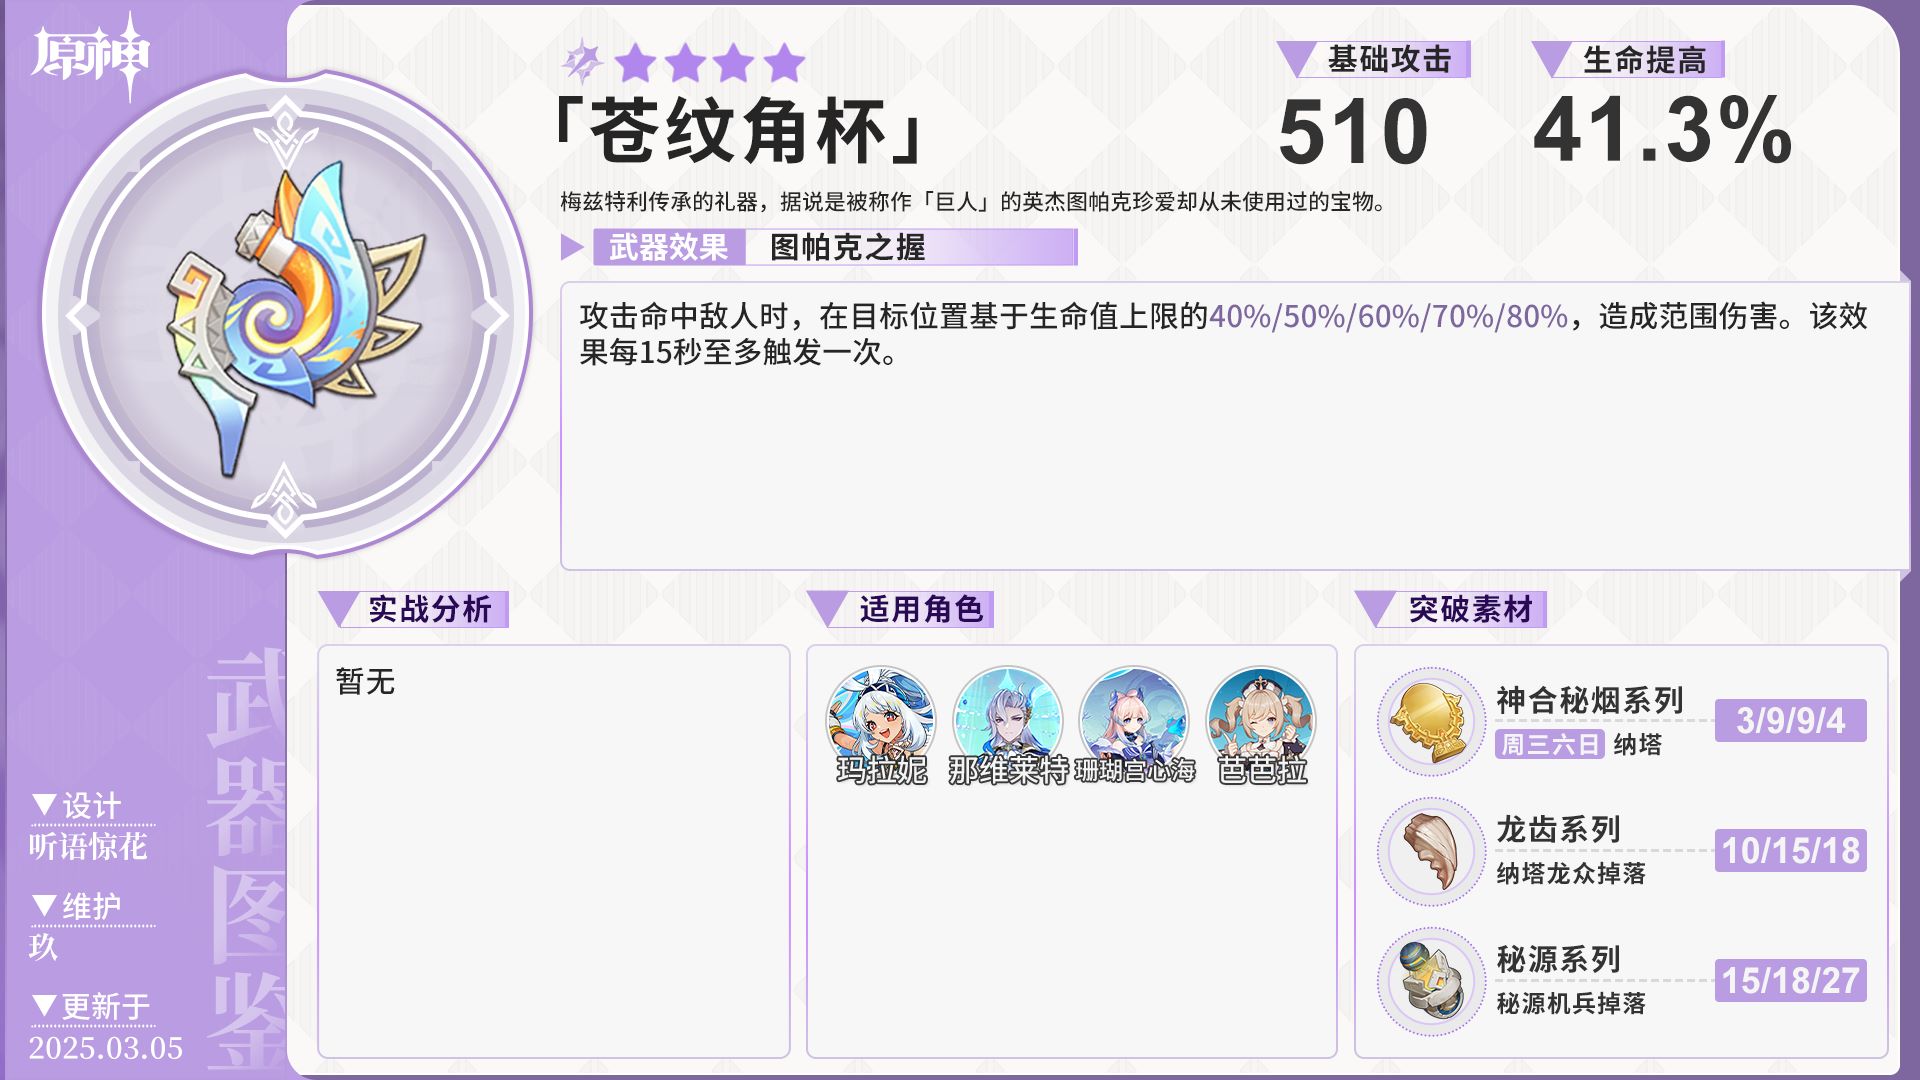 原神
「苍纹角杯」
基础攻击
510
生命提高
41.3%
梅兹特利传承的礼器，据说是被称作「巨人」的英杰图帕克珍爱却从未使用过的宝物。
武器效果 图帕克之握
攻击命中敌人时，在目标位置基于生命值上限的40%/50%/60%/70%/80%，造成范围伤害。该效
果每15秒至多触发一次。
实战分析
暂无
适用角色
玛拉妮 那维莱特 珊瑚宫心海 芭芭拉
突破素材
神合秘烟系列
周三六日 纳塔
3/9/9/4
龙齿系列
纳塔龙众掉落
10/15/18
秘源系列
秘源机兵掉落
15/18/27
武器图鉴
▼设计
听语惊花
▼维护
玖
▼更新于
2025.03.05